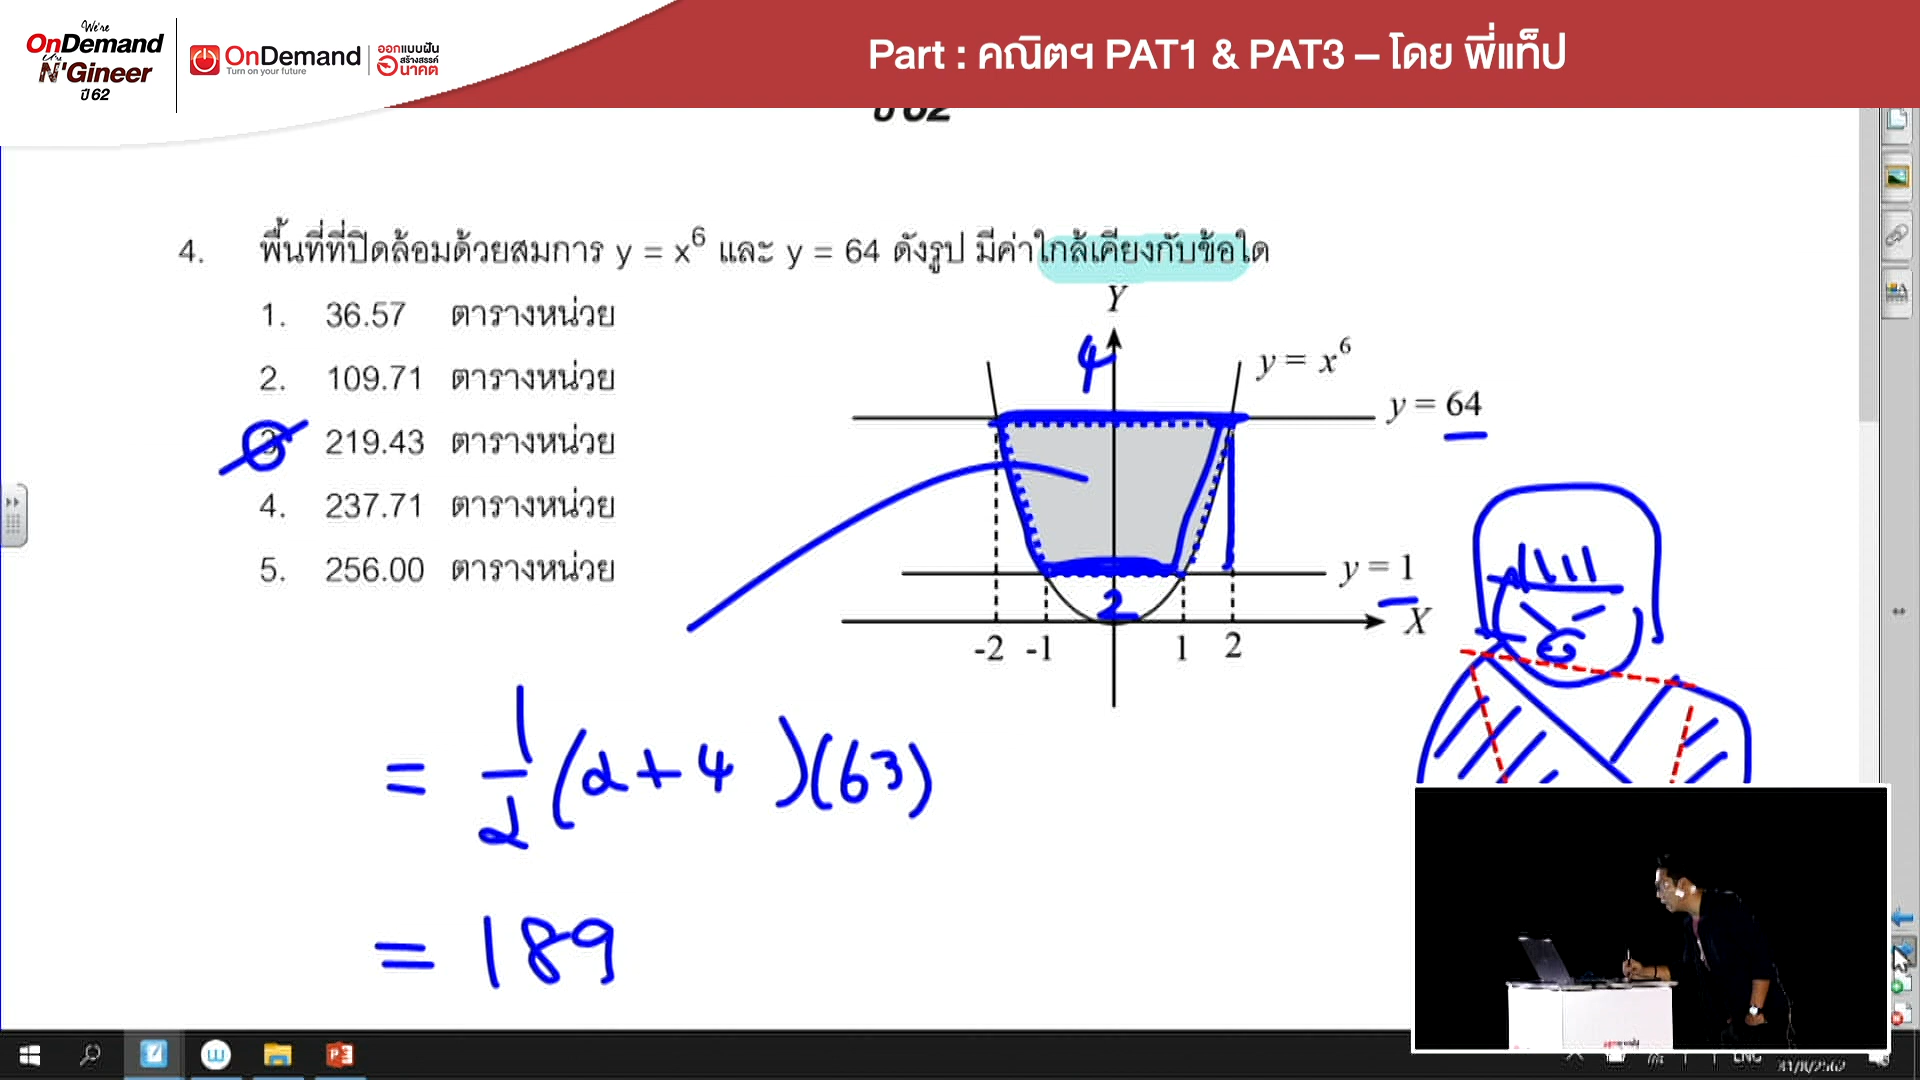 We're
OnDemand
Um
N'Gineer
ปี 62
OnDemand
Turn on your future
ออกแบบฝัน
สร้างสรรค์
อนาคต
Part : คณิตฯ PAT1 & PAT3 – โดย พี่แท็ป
ปี 62
4. พื้นที่ที่ปิดล้อมด้วยสมการ y = x⁶ และ y = 64 ดังรูป มีค่าใกล้เคียงกับข้อใด
1. 36.57 ตารางหน่วย
2. 109.71 ตารางหน่วย
3. 219.43 ตารางหน่วย
4. 237.71 ตารางหน่วย
5. 256.00 ตารางหน่วย
Y
4
y = x⁶
y = 64
y = 1
2
X
-2 -1 1 2
= 1/2 (2+4)(63)
= 189
ENG
31/8/2562